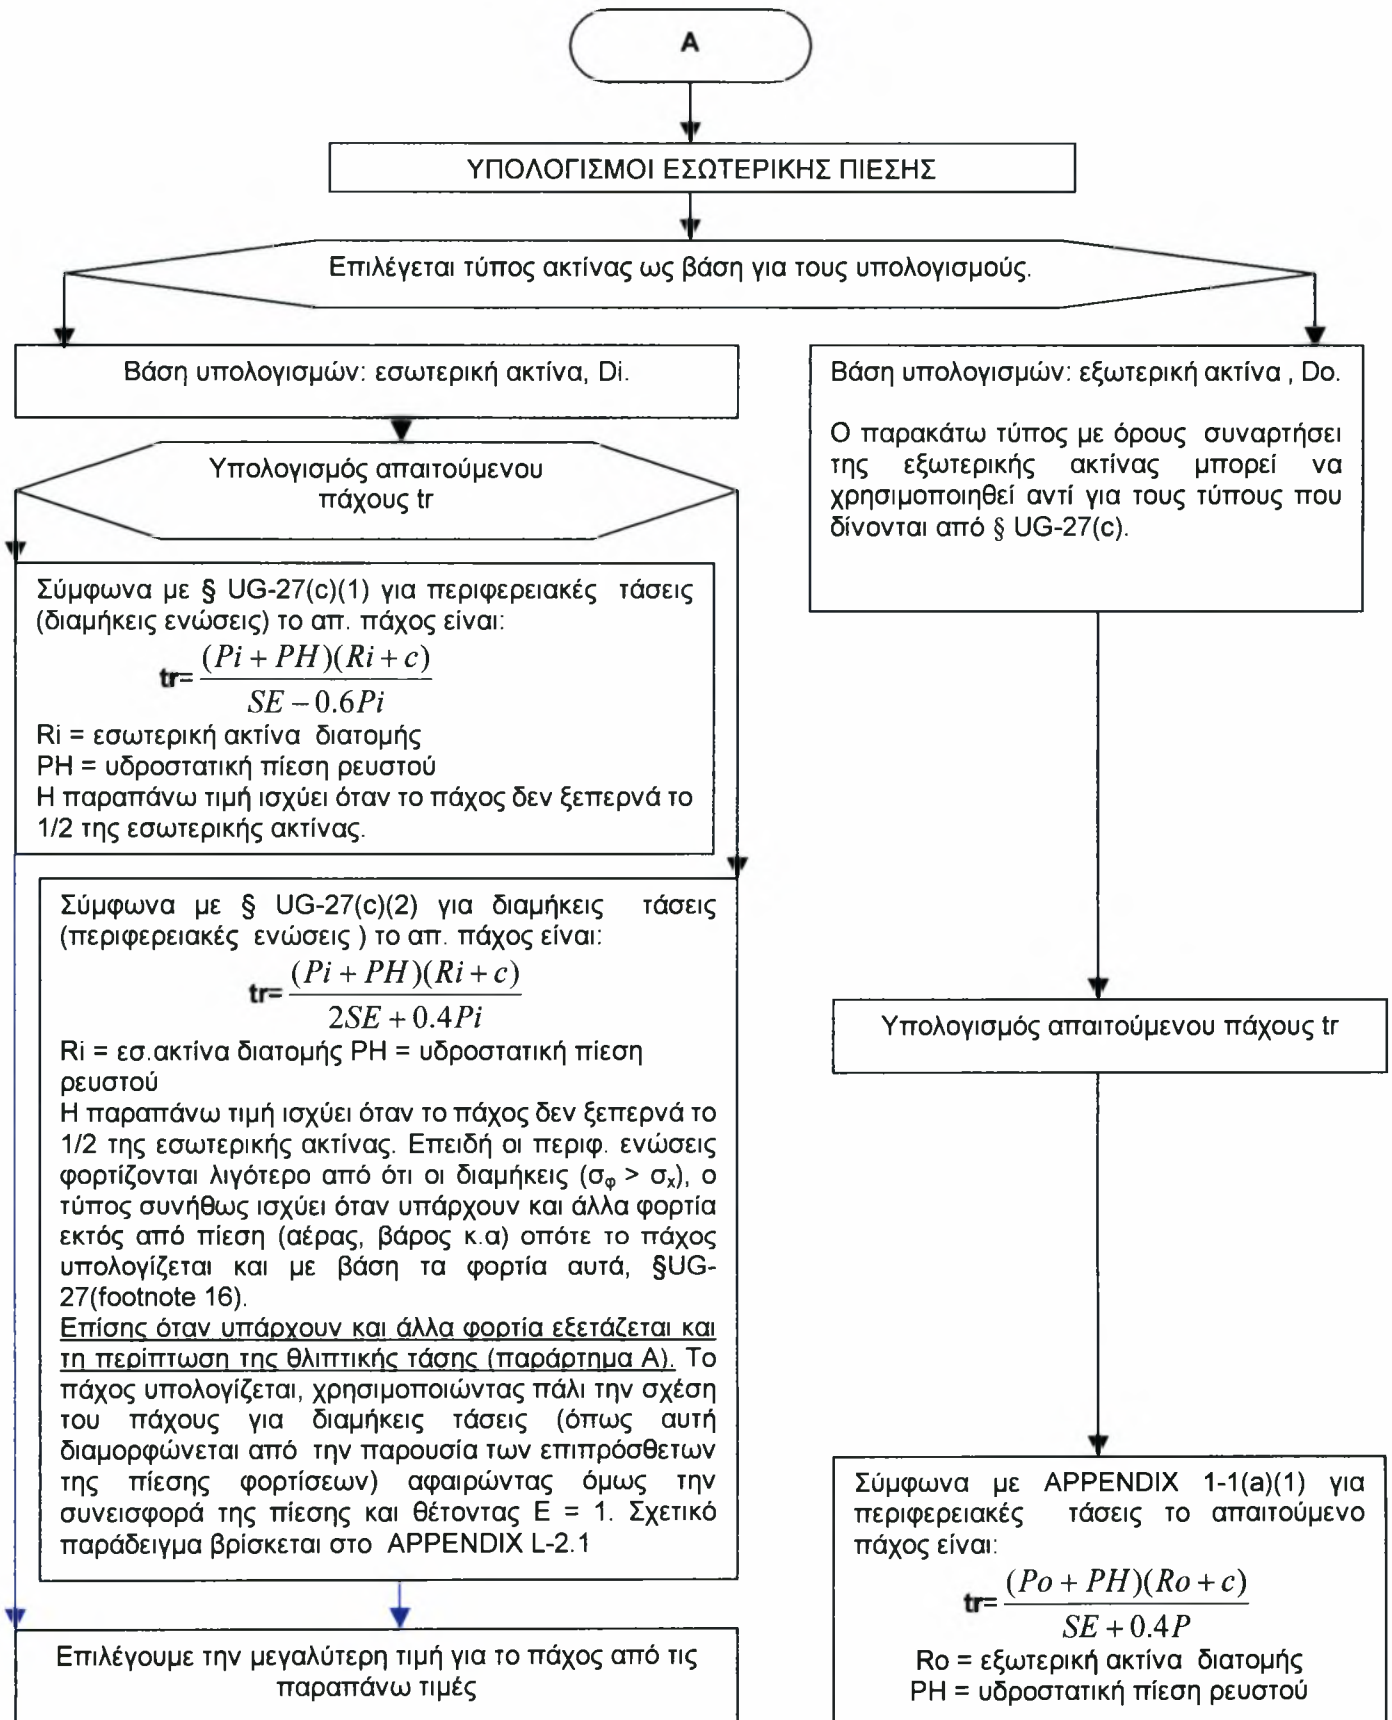 A
ΥΠΟΛΟΓΙΣΜΟΙ ΕΣΩΤΕΡΙΚΗΣ ΠΙΕΣΗΣ
Επιλέγεται τύπος ακτίνας ως βάση για τους υπολογισμούς.
Βάση υπολογισμών: εσωτερική ακτίνα, Di.
Υπολογισμός απαιτούμενου
πάχους tr
Σύμφωνα με § UG-27(c)(1) για περιφερειακές τάσεις
(διαμήκεις ενώσεις) το απ. πάχος είναι:
tr= (Pi + PH)(Ri + c)
SE – 0.6Pi
Ri = εσωτερική ακτίνα διατομής
PH = υδροστατική πίεση ρευστού
Η παραπάνω τιμή ισχύει όταν το πάχος δεν ξεπερνά το
1/2 της εσωτερικής ακτίνας.
Σύμφωνα με § UG-27(c)(2) για διαμήκεις τάσεις
(περιφερειακές ενώσεις ) το απ. πάχος είναι:
tr= (Pi + PH)(Ri + c)
2SE + 0.4Pi
Ri = εσ.ακτίνα διατομής PH = υδροστατική πίεση
ρευστού
Η παραπάνω τιμή ισχύει όταν το πάχος δεν ξεπερνά το
1/2 της εσωτερικής ακτίνας. Επειδή οι περιφ. ενώσεις
φορτίζονται λιγότερο από ότι οι διαμήκεις (σφ > σx), ο
τύπος συνήθως ισχύει όταν υπάρχουν και άλλα φορτία
εκτός από πίεση (αέρας, βάρος κ.α) οπότε το πάχος
υπολογίζεται και με βάση τα φορτία αυτά, §UG-
27(footnote 16).
Επίσης όταν υπάρχουν και άλλα φορτία εξετάζεται και
τη περίπτωση της θλιπτικής τάσης (παράρτημα Α). Το
πάχος υπολογίζεται, χρησιμοποιώντας πάλι την σχέση
του πάχους για διαμήκεις τάσεις (όπως αυτή
διαμορφώνεται από την παρουσία των επιπρόσθετων
της πίεσης φορτίσεων) αφαιρώντας όμως την
συνεισφορά της πίεσης και θέτοντας E = 1. Σχετικό
παράδειγμα βρίσκεται στο APPENDIX L-2.1
Επιλέγουμε την μεγαλύτερη τιμή για το πάχος από τις
παραπάνω τιμές
Βάση υπολογισμών: εξωτερική ακτίνα , Do.
Ο παρακάτω τύπος με όρους συναρτήσει
της εξωτερικής ακτίνας μπορεί να
χρησιμοποιηθεί αντί για τους τύπους που
δίνονται από § UG-27(c).
Υπολογισμός απαιτούμενου πάχους tr
Σύμφωνα με APPENDIX 1-1(a)(1) για
περιφερειακές τάσεις το απαιτούμενο
πάχος είναι:
tr= (Po + PH)(Ro + c)
SE + 0.4P
Ro = εξωτερική ακτίνα διατομής
PH = υδροστατική πίεση ρευστού